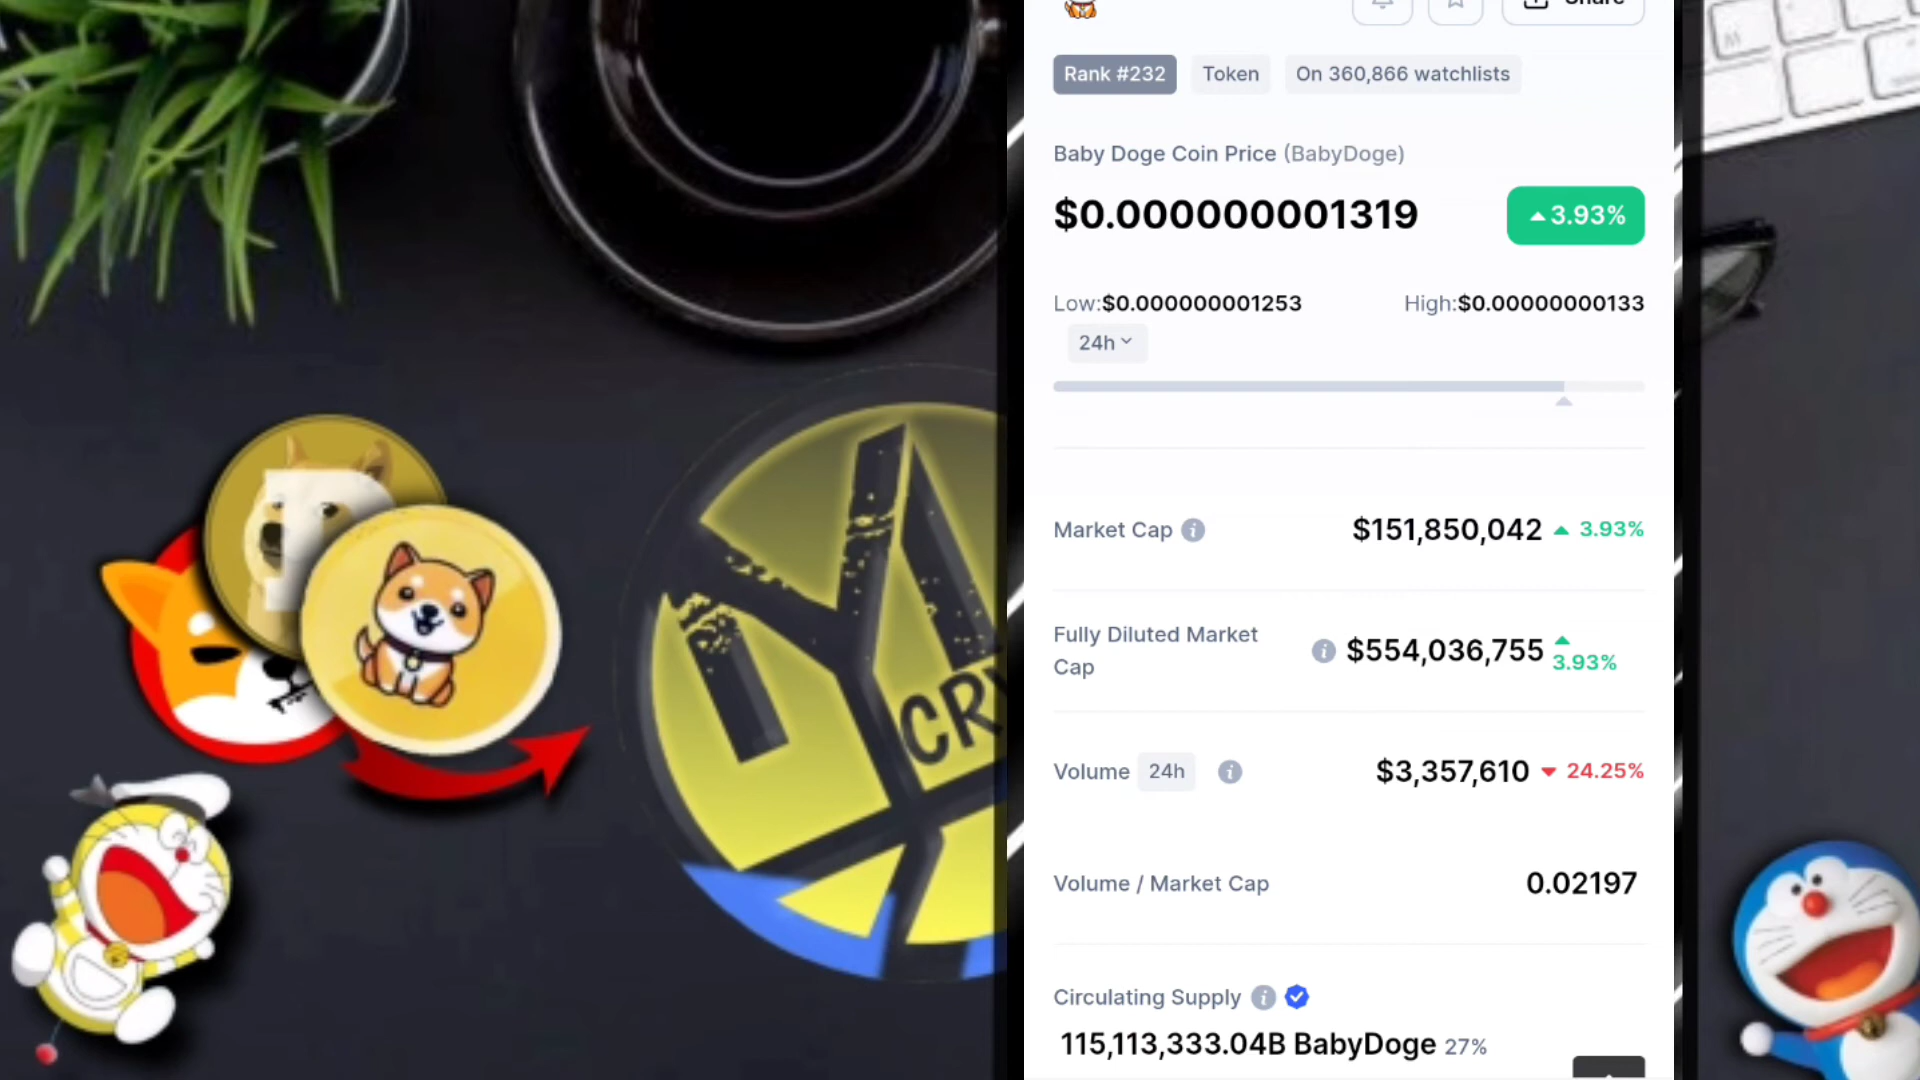 Share
Rank #232 Token On 360,866 watchlists
Baby Doge Coin Price (BabyDoge)
$0.000000001319 3.93%
Low:$0.000000001253 High:$0.00000000133
24h
Market Cap $151,850,042 3.93%
Fully Diluted Market Cap $554,036,755 3.93%
Volume 24h $3,357,610 24.25%
Volume / Market Cap 0.02197
Circulating Supply
115,113,333.04B BabyDoge 27%